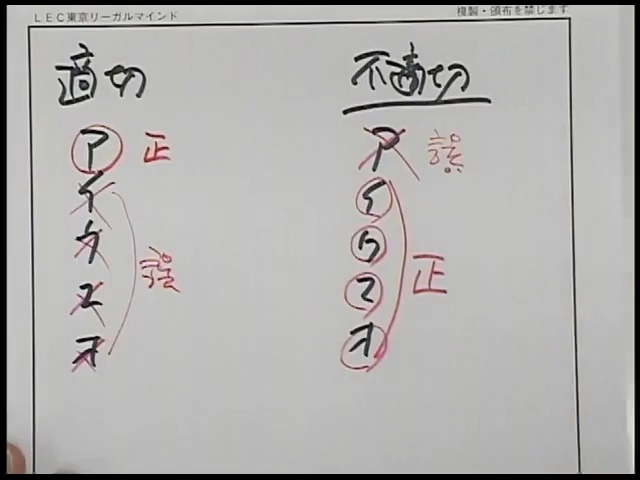 LEC東京リーガルマインド
複製・頒布を禁じます
適切
ア 正
イ
ウ
エ
オ
誤
不適切
ア 誤
イ
ウ
エ
オ
正